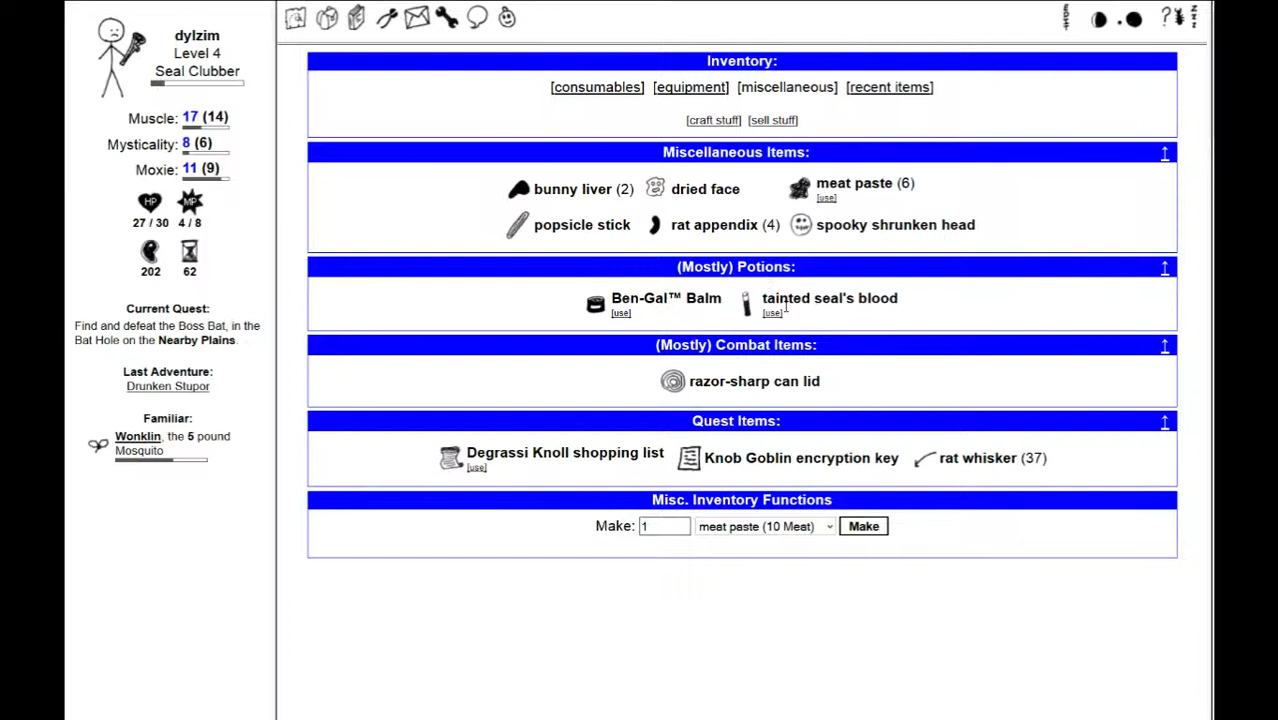 dylzim
Level 4
Seal Clubber
Muscle: 17 (14)
Mysticality: 8 (6)
Moxie: 11 (9)
HP MP
27 / 30 4 / 8
202 62
Current Quest:
Find and defeat the Boss Bat, in the
Bat Hole on the Nearby Plains.
Last Adventure:
Drunken Stupor
Familiar:
Wonklin, the 5 pound
Mosquito
Inventory:
[consumables] [equipment] [miscellaneous] [recent items]
[craft stuff] [sell stuff]
Miscellaneous Items: ↑
bunny liver (2) dried face meat paste (6)
[use]
popsicle stick rat appendix (4) spooky shrunken head
(Mostly) Potions: ↑
Ben-Gal™ Balm tainted seal's blood
[use] [use]
(Mostly) Combat Items: ↑
razor-sharp can lid
Quest Items: ↑
Degrassi Knoll shopping list Knob Goblin encryption key rat whisker (37)
[use]
Misc. Inventory Functions
Make: 1 meat paste (10 Meat) Make